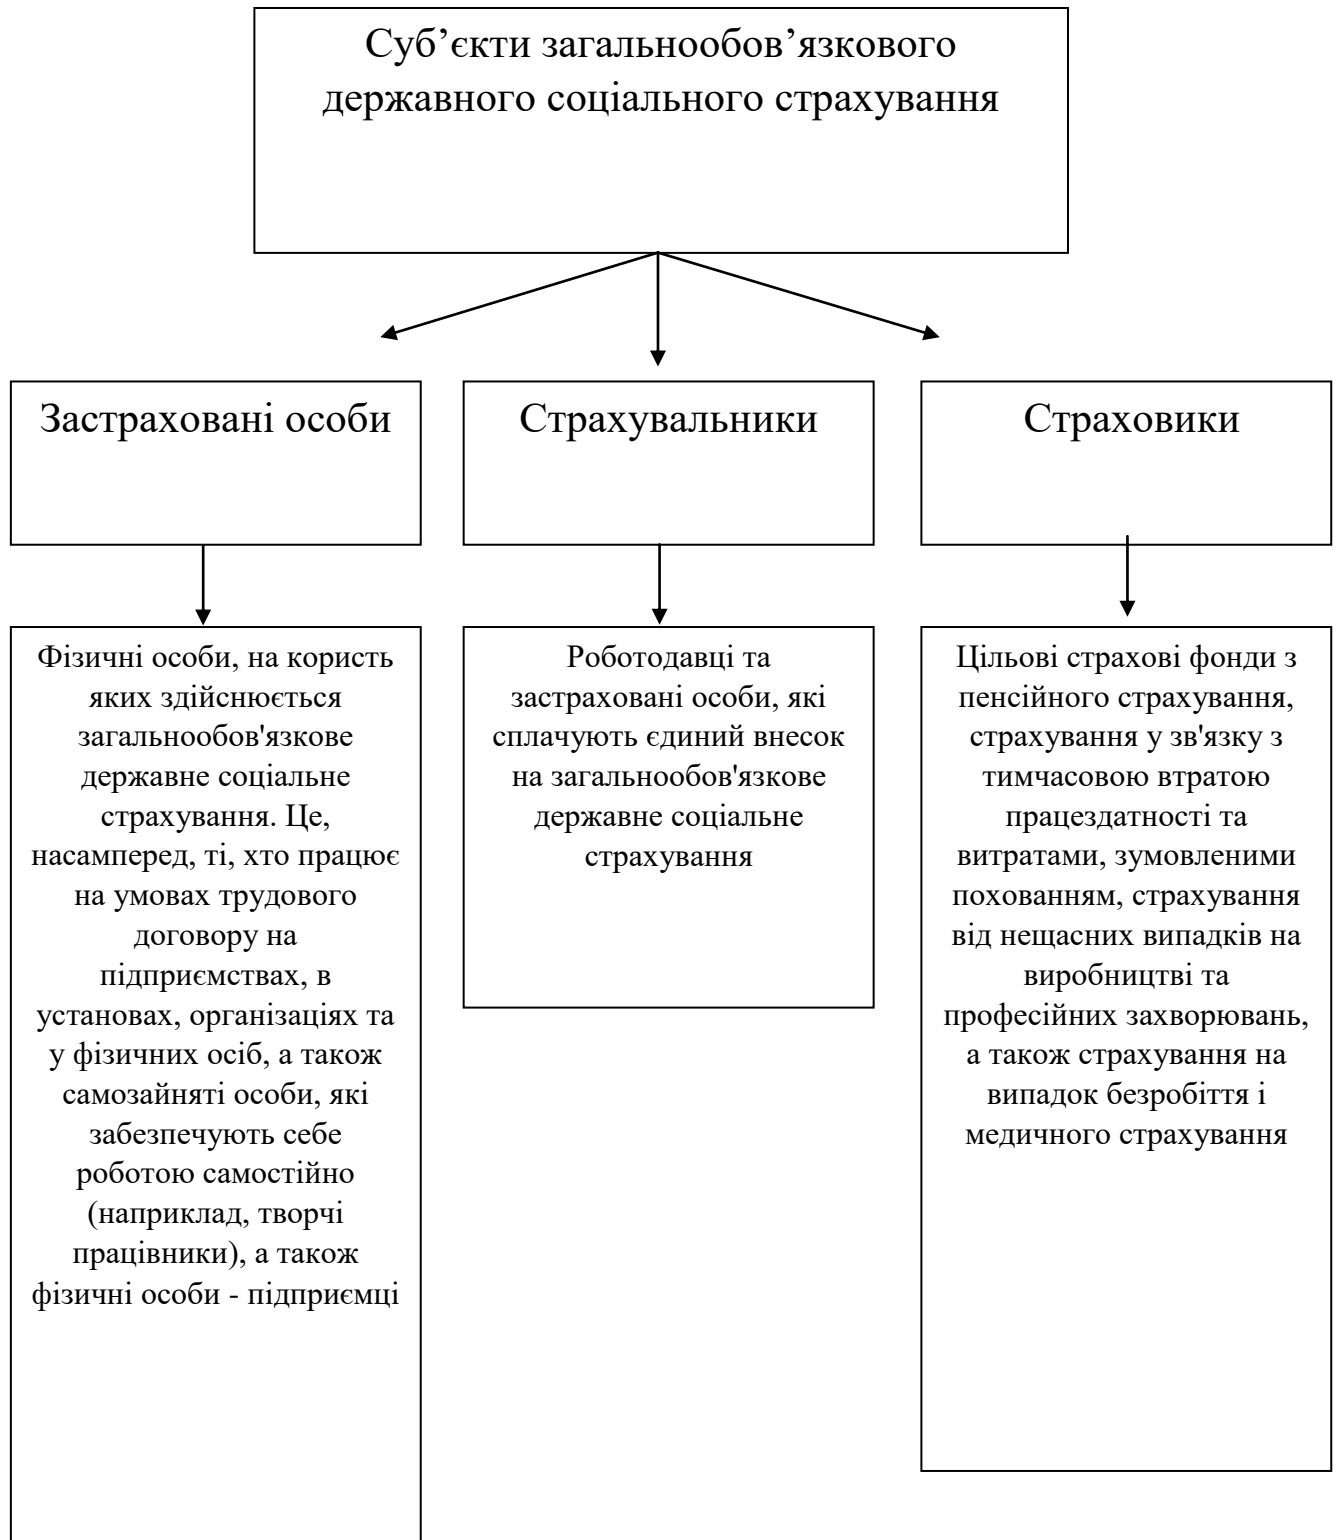 Суб’єкти загальнообов’язкового
державного соціального страхування
Застраховані особи
Страхувальники
Страховики
Фізичні особи, на користь
яких здійснюється
загальнообов'язкове
державне соціальне
страхування. Це,
насамперед, ті, хто працює
на умовах трудового
договору на
підприємствах, в
установах, організаціях та
у фізичних осіб, а також
самозайняті особи, які
забезпечують себе
роботою самостійно
(наприклад, творчі
працівники), а також
фізичні особи - підприємці
Роботодавці та
застраховані особи, які
сплачують єдиний внесок
на загальнообов'язкове
державне соціальне
страхування
Цільові страхові фонди з
пенсійного страхування,
страхування у зв'язку з
тимчасовою втратою
працездатності та
витратами, зумовленими
похованням, страхування
від нещасних випадків на
виробництві та
професійних захворювань,
а також страхування на
випадок безробіття і
медичного страхування